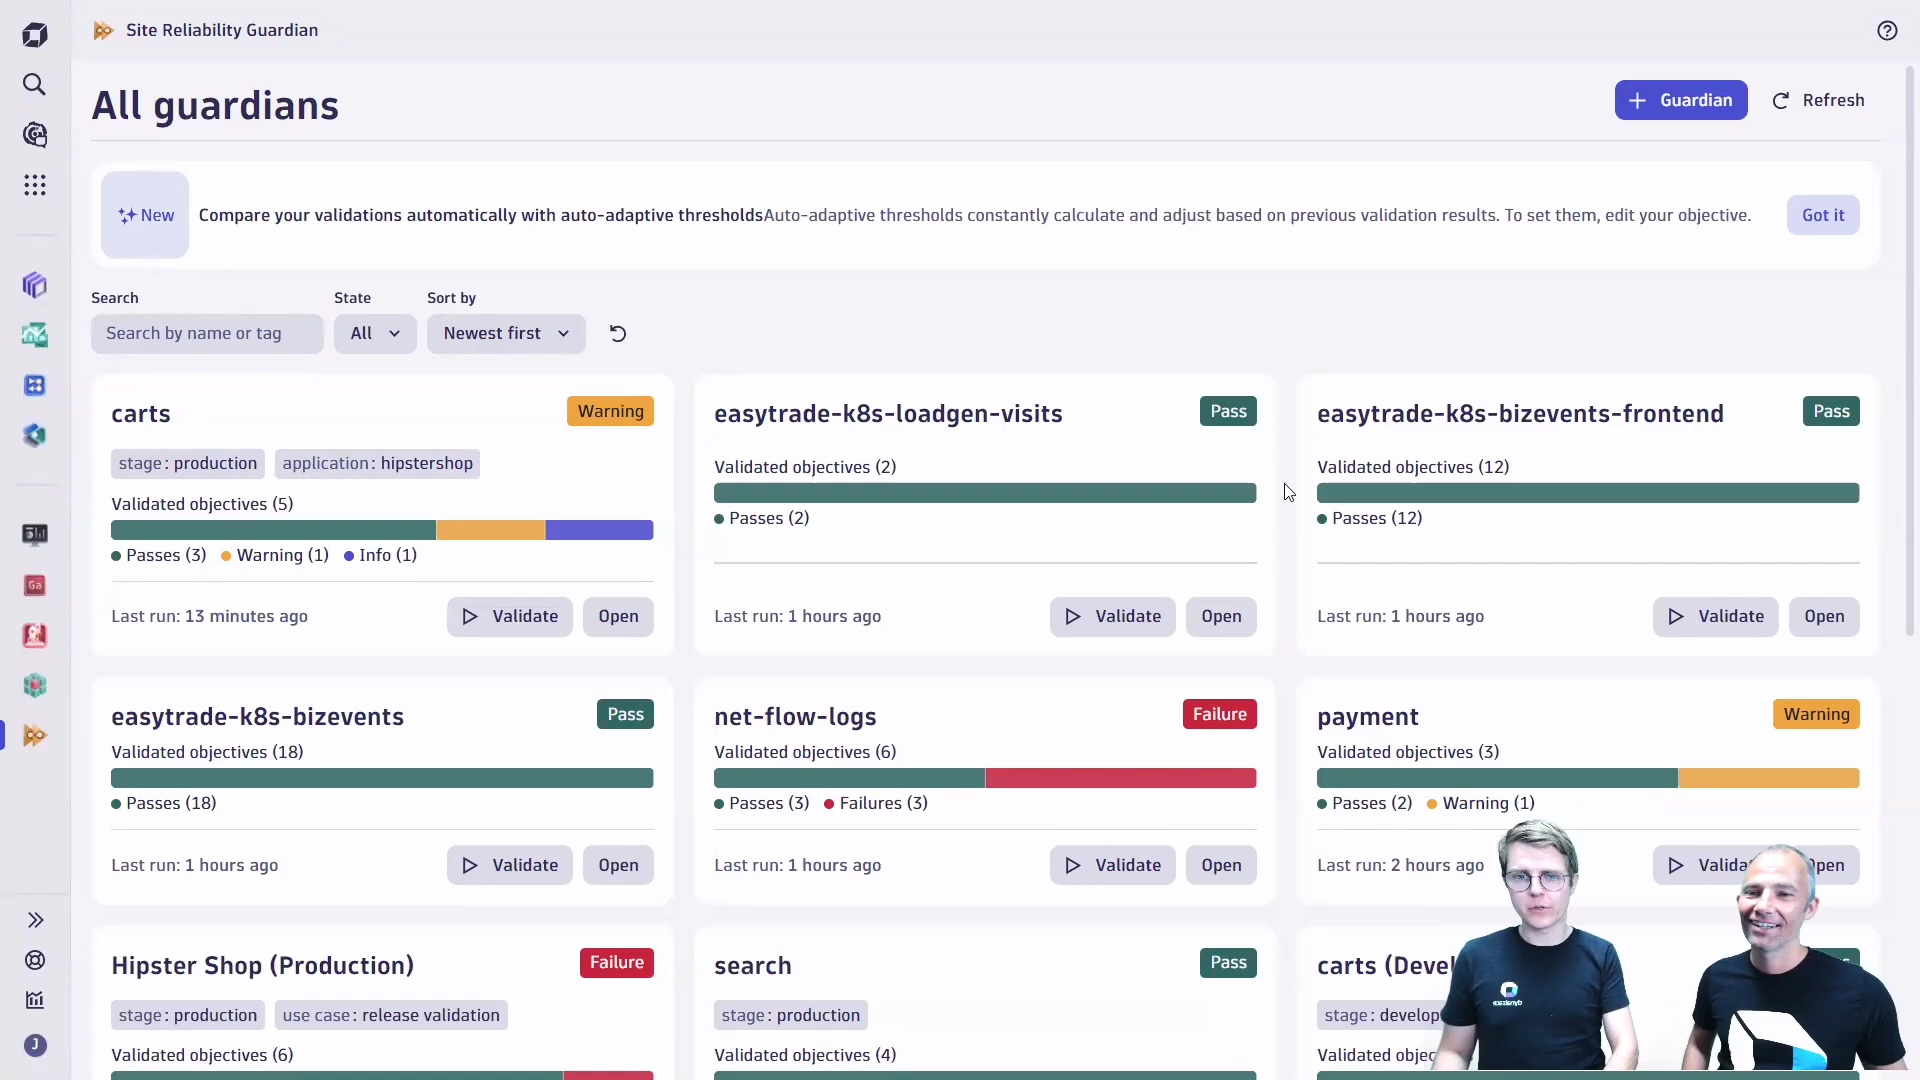 Site Reliability Guardian
All guardians
Guardian
Refresh
New
Compare your validations automatically with auto-adaptive thresholdsAuto-adaptive thresholds constantly calculate and adjust based on previous validation results. To set them, edit your objective.
Got it
Search
State
Sort by
Search by name or tag
All
Newest first
carts
Warning
stage: production
application: hipstershop
Validated objectives (5)
Passes (3)
Warning (1)
Info (1)
Last run: 13 minutes ago
Validate
Open
easytrade-k8s-loadgen-visits
Pass
Validated objectives (2)
Passes (2)
Last run: 1 hours ago
Validate
Open
easytrade-k8s-bizevents-frontend
Pass
Validated objectives (12)
Passes (12)
Last run: 1 hours ago
Validate
Open
easytrade-k8s-bizevents
Pass
Validated objectives (18)
Passes (18)
Last run: 1 hours ago
Validate
Open
net-flow-logs
Failure
Validated objectives (6)
Passes (3)
Failures (3)
Last run: 1 hours ago
Validate
Open
payment
Warning
Validated objectives (3)
Passes (2)
Warning (1)
Last run: 2 hours ago
Valida
pen
Hipster Shop (Production)
Failure
stage: production
use case: release validation
Validated objectives (6)
search
Pass
stage: production
Validated objectives (4)
carts (Devel
stage: develop
Validated objec
Ga
J